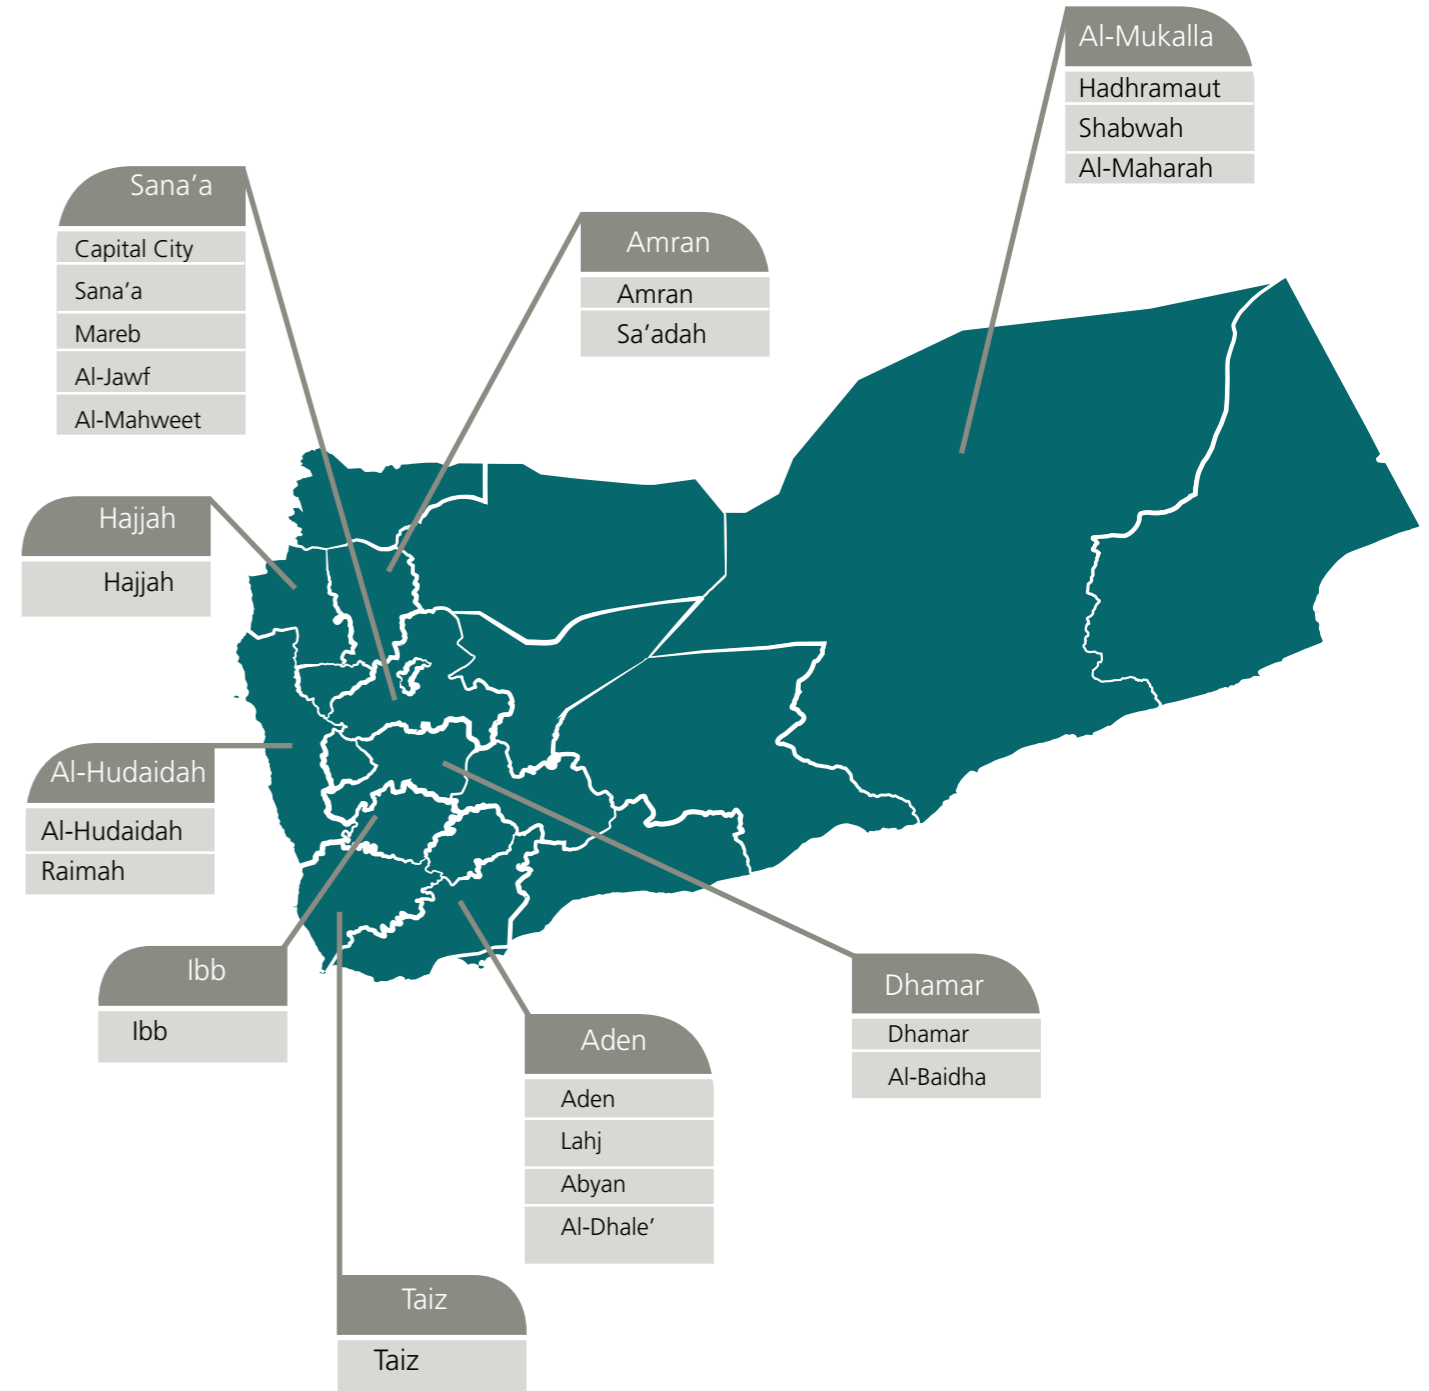 Al-Mukalla
Hadhramaut
Shabwah
Al-Maharah
Sana’a
Capital City
Sana’a
Mareb
Al-Jawf
Al-Mahweet
Amran
Amran
Sa’adah
Hajjah
Hajjah
Al-Hudaidah
Al-Hudaidah
Raimah
Ibb
Ibb
Dhamar
Dhamar
Al-Baidha
Aden
Aden
Lahj
Abyan
Al-Dhale’
Taiz
Taiz